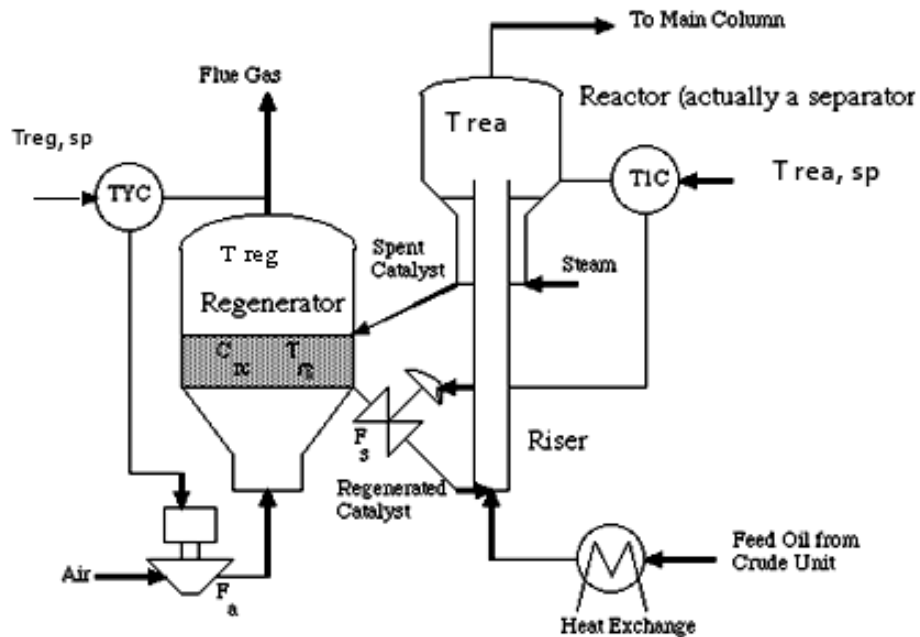 To Main Column
Flue Gas
Reactor (actually a separator
T rea
Treg, sp
TYC
T1C
T rea, sp
Spent
Catalyst
Steam
T reg
Regenerator
C
T
F
s
Riser
Regenerated
Catalyst
Feed Oil from
Crude Unit
Air
F
a
Heat Exchange